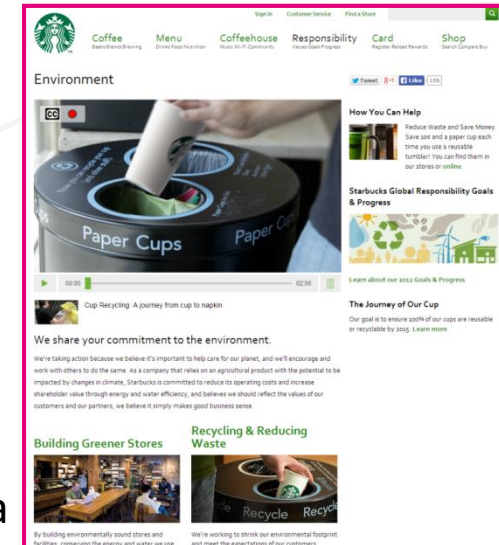 Sign In Customer Service Find a Store
Coffee Menu Coffeehouse Responsibility Card Shop
Beans Blends Brewing Drinks Food Nutrition Music Wi-Fi Community Values Goals Progress Register Reload Rewards Search Compare Buy
Environment
Tweet Like
CC
Paper Cups
Paper Cups
00:00 02:06
Cup Recycling: A journey from cup to napkin
We share your commitment to the environment.
We're taking action because we believe it's important to help care for our planet, and we'll encourage and
work with others to do the same. As a company that relies on an agricultural product with the potential to be
impacted by changes in climate, Starbucks is committed to reduce its operating costs and increase
shareholder value through energy and water efficiency, and believes we should reflect the values of our
customers and our partners, we believe it simply makes good business sense.
Building Greener Stores
By building environmentally sound stores and
facilities, conserving the energy and water we use
Recycling & Reducing
Waste
Recycle Recycle
We're working to shrink our environmental footprint
and meet the expectations of our customers
How You Can Help
Reduce Waste and Save Money.
Save 10¢ and a paper cup each
time you use a reusable
tumbler! You can find them in
our stores or online.
Starbucks Global Responsibility Goals
& Progress
Learn about our 2012 Goals & Progress
The Journey of Our Cup
Our goal is to ensure 100% of our cups are reusable
or recyclable by 2015. Learn more
a